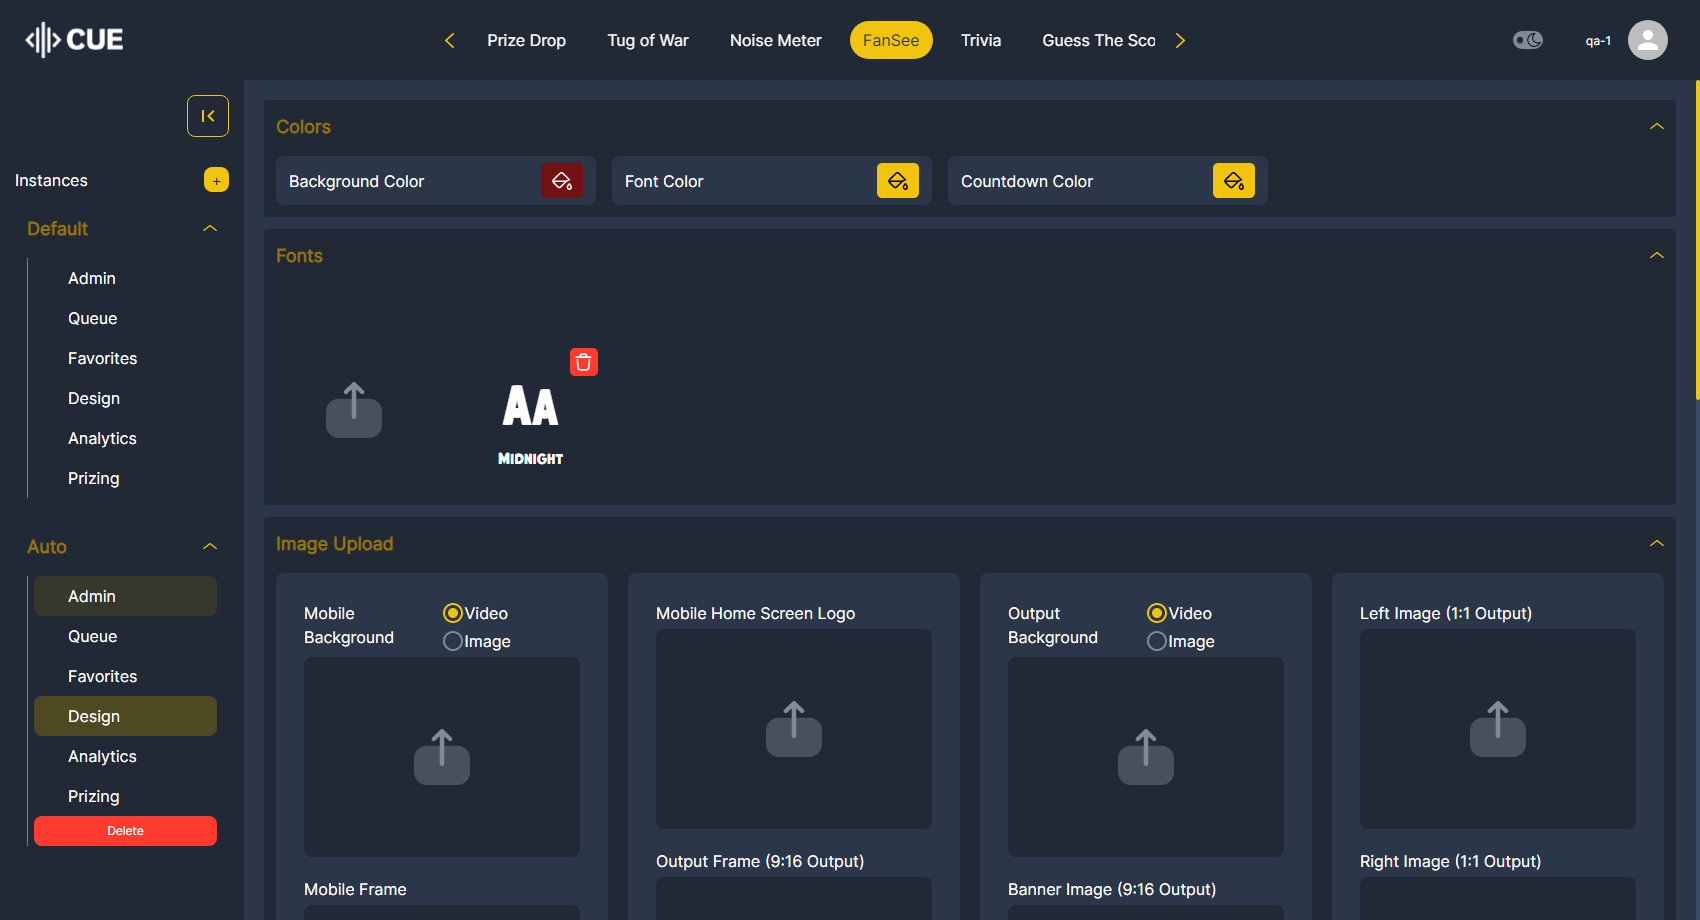 CUE
Prize Drop
Tug of War
Noise Meter
FanSee
Trivia
Guess The Sco
qa-1
Instances
+
Default
Admin
Queue
Favorites
Design
Analytics
Prizing
Auto
Admin
Queue
Favorites
Design
Analytics
Prizing
Delete
Colors
Background Color
Font Color
Countdown Color
Fonts
AA
MIDNIGHT
Image Upload
Mobile
Background
Video
Image
Mobile Frame
Mobile Home Screen Logo
Output Frame (9:16 Output)
Output
Background
Video
Image
Banner Image (9:16 Output)
Left Image (1:1 Output)
Right Image (1:1 Output)